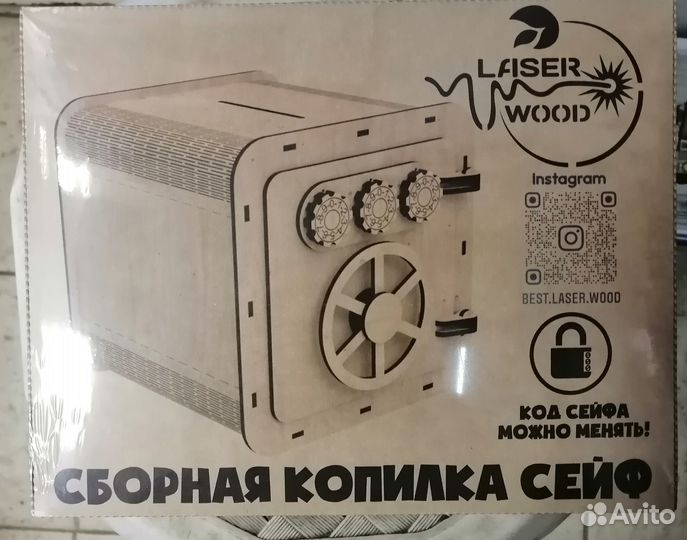 LASER
WOOD
Instagram
BEST.LASER.WOOD
КОД СЕЙФА
МОЖНО МЕНЯТЬ!
СБОРНАЯ КОПИЛКА СЕЙФ
Avito